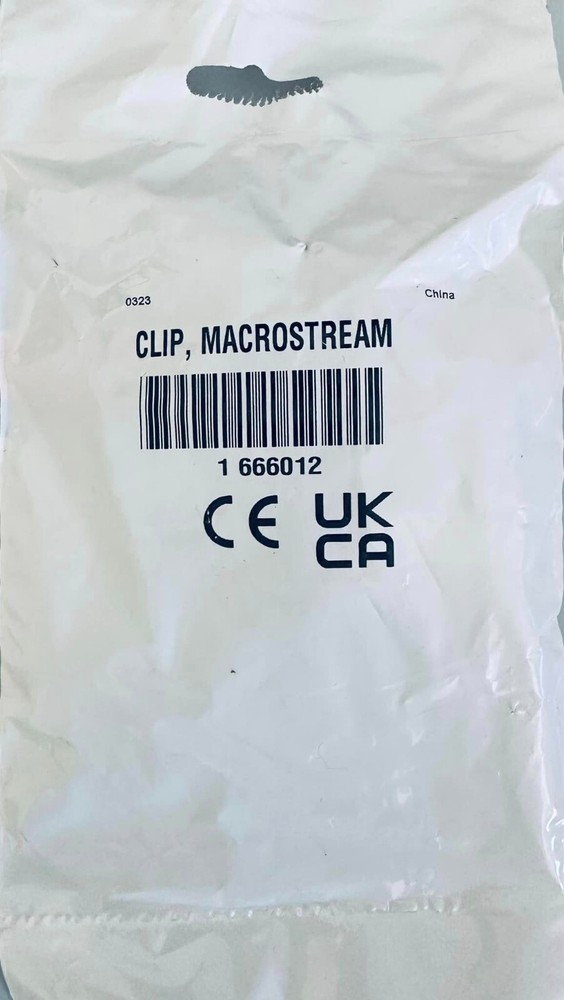 0323
China
CLIP, MACROSTREAM
1 666012
CE
UK
CA